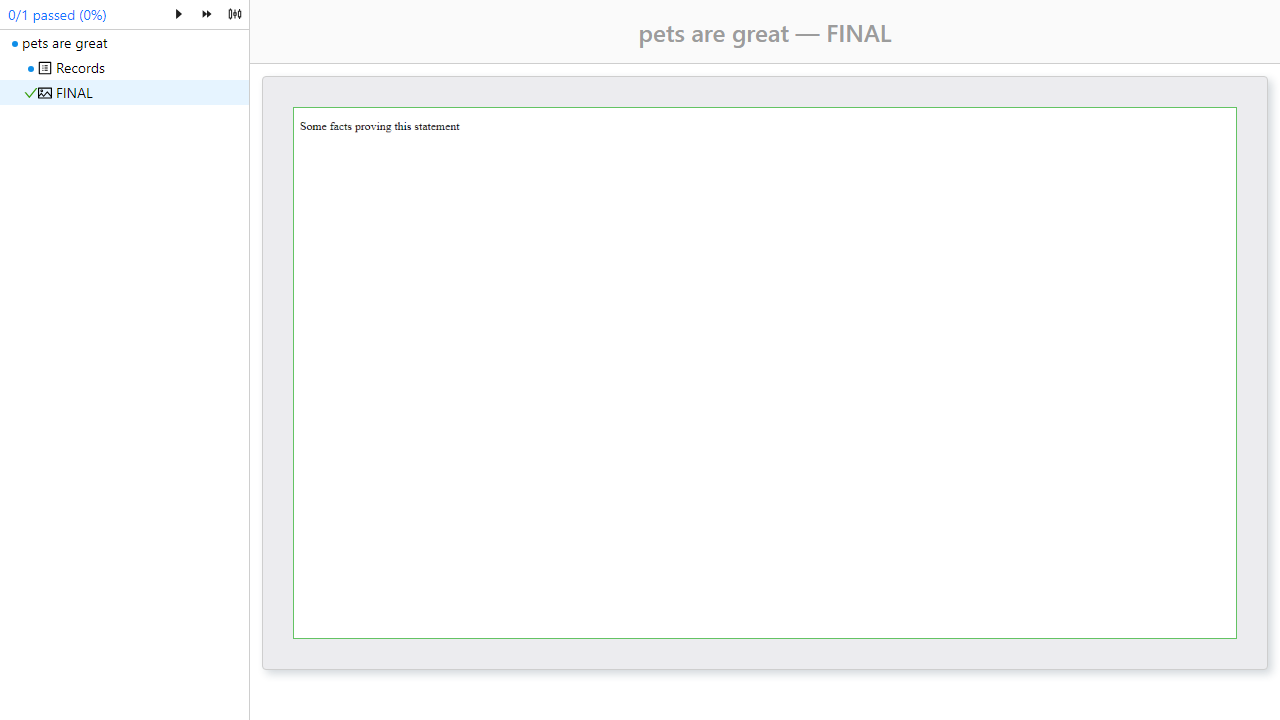 0/1 passed (0%)
pets are great
Records
FINAL
pets are great — FINAL
Some facts proving this statement